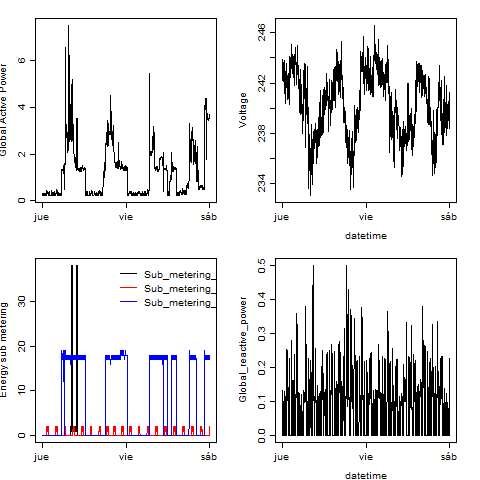 Global Active Power
0 2 4 6
jue vie sáb
Voltage
234 238 242 246
jue vie sáb
datetime
Energy sub metering
0 10 20 30
jue vie sáb
Sub_metering_
Sub_metering_
Sub_metering_
Global_reactive_power
0.0 0.1 0.2 0.3 0.4 0.5
jue vie sáb
datetime